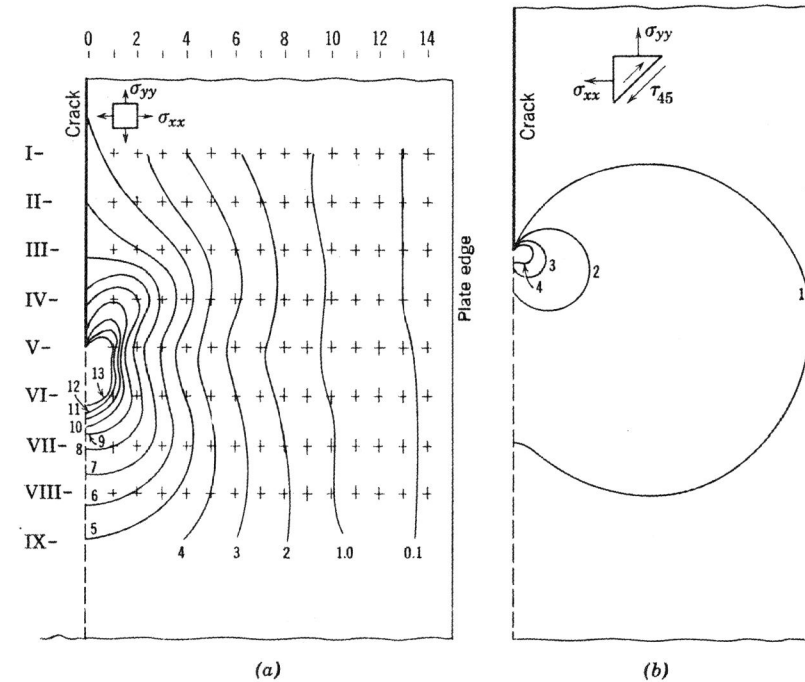 0 2 4 6 8 10 12 14
Crack
σyy
σxx
I-
II-
III-
IV-
V-
VI-
VII-
VIII-
IX-
13
12
11
10
9
8
7
6
5
4 3 2 1.0 0.1
Plate edge
(a)
Crack
σyy
σxx
τ45
3
4
2
1
(b)